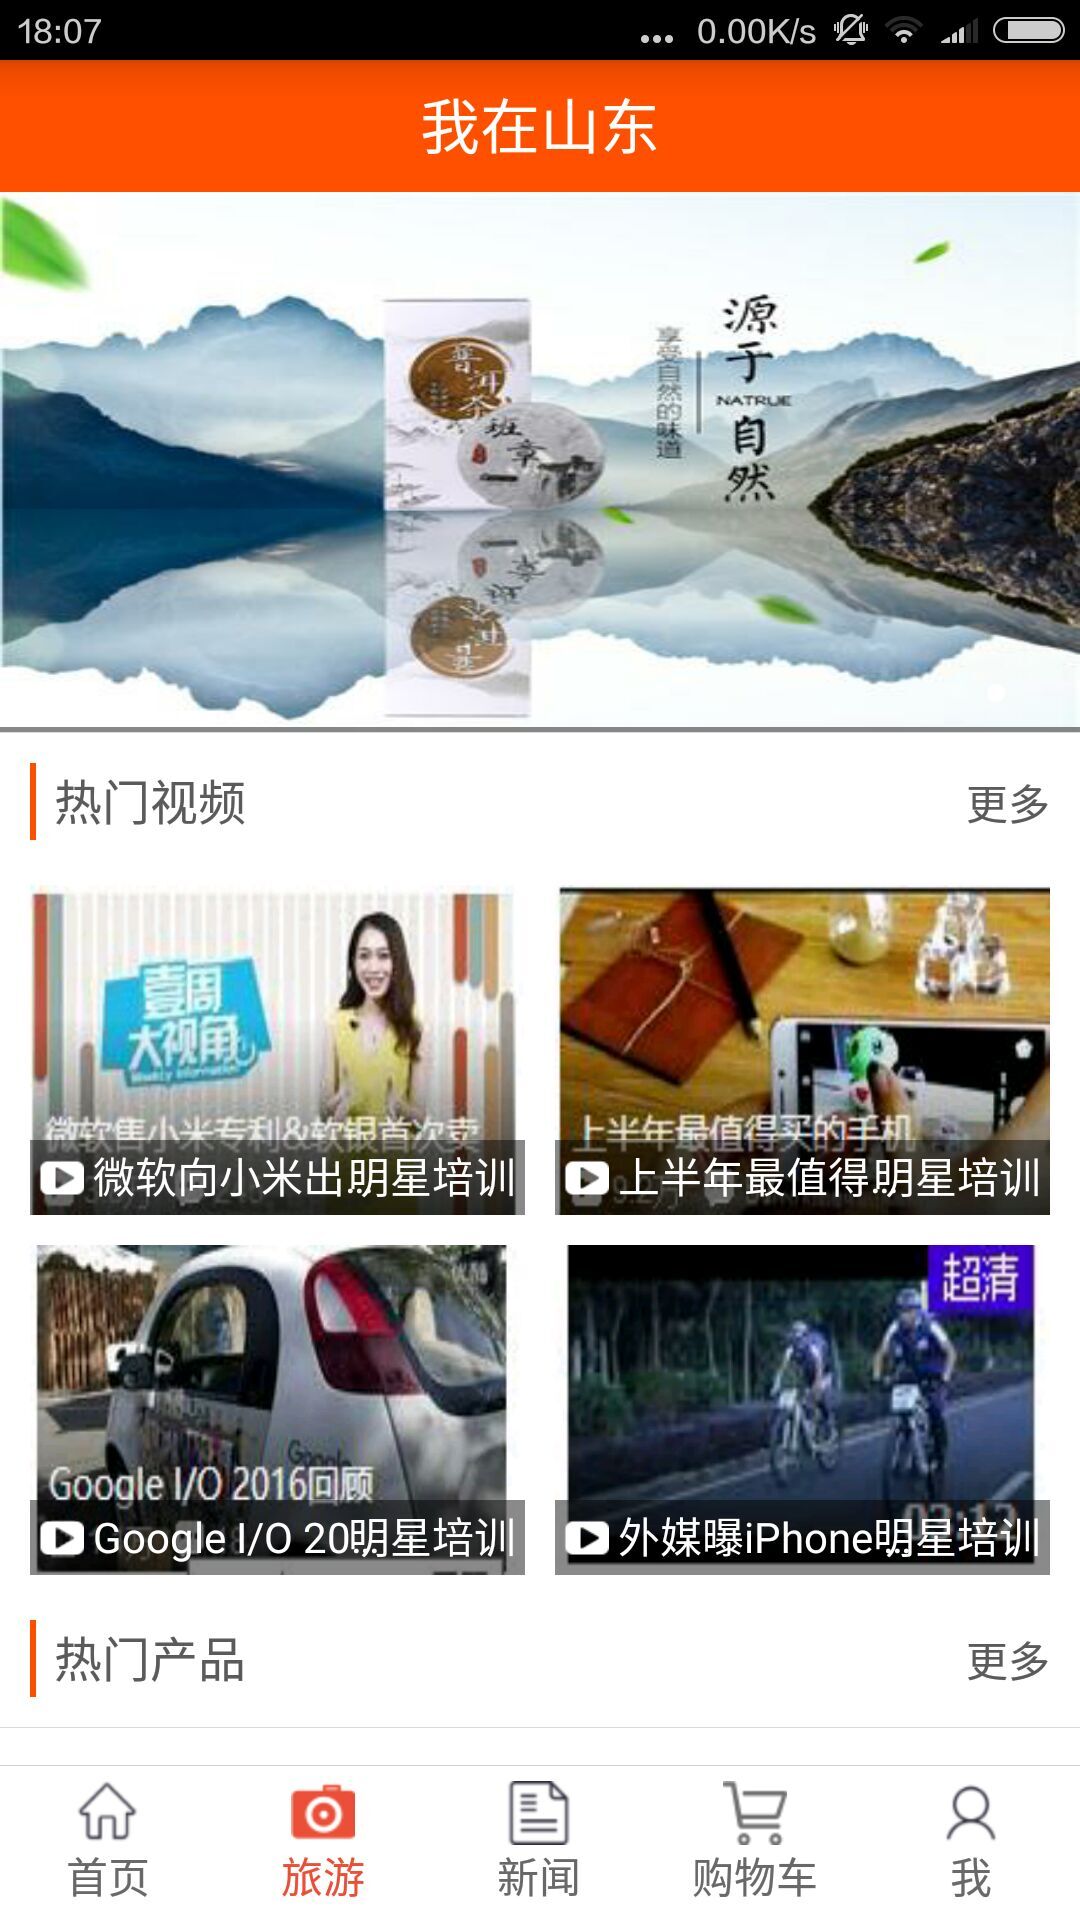 18:07
0.00K/s
我在山东
普洱茶
班章
享受自然的味道
源于
NATRUE
自然
热门视频
更多
壹周
大视角
Weekly Information
微软售小米专利&软银首次卖
微软向小米出...明星培训
上半年最值得买的手机
上半年最值得...明星培训
Google
Google I/O 2016回顾
Google I/O 20...明星培训
超清
03:13
外媒曝iPhone...明星培训
热门产品
更多
首页
旅游
新闻
购物车
我